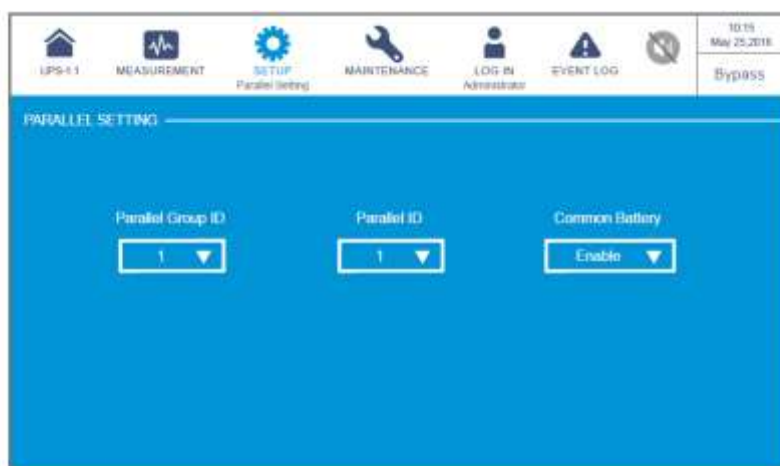 10:15
May 25,2018
UPS-1.1
MEASUREMENT
SETUP
MAINTENANCE
LOG IN
EVENT LOG
Parallel Setting
Administrator
Bypass
PARALLEL SETTING
Parallel Group ID
Parallel ID
Common Battery
1
1
Enable